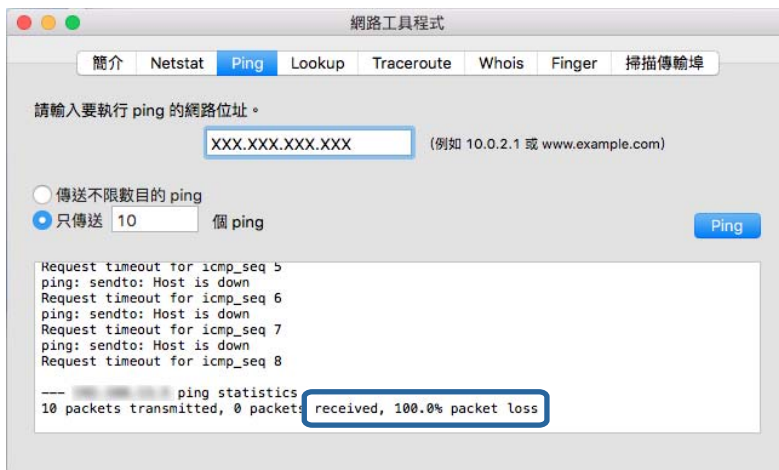 網路工具程式
簡介 Netstat Ping Lookup Traceroute Whois Finger 掃描傳輸埠
請輸入要執行 ping 的網路位址。
XXX.XXX.XXX.XXX (例如 10.0.2.1 或 www.example.com)
傳送不限數目的 ping
只傳送 10 個 ping Ping
Request timeout for icmp_seq 5
ping: sendto: Host is down
Request timeout for icmp_seq 6
ping: sendto: Host is down
Request timeout for icmp_seq 7
ping: sendto: Host is down
Request timeout for icmp_seq 8
--- ping statistics
10 packets transmitted, 0 packets received, 100.0% packet loss